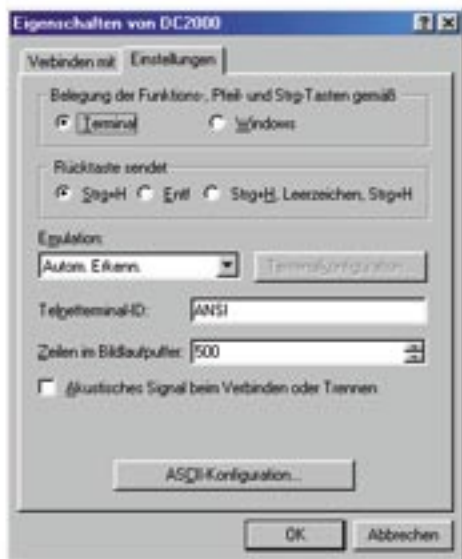 Eigenschaften von DC2000
Verbinden mit Einstellungen
Belegung der Funktions-, Pfeil- und Strg-Tasten gemäß
Terminal Windows
Rücktaste sendet
Strg+H Entf Strg+H, Leerzeichen, Strg+H
Emulation:
Autom. Erkenn. Terminalkonfiguration...
Telnetterminal-ID: ANSI
Zeilen im Bildlaufpuffer: 500
Akustisches Signal beim Verbinden oder Trennen
ASCII-Konfiguration...
OK Abbrechen